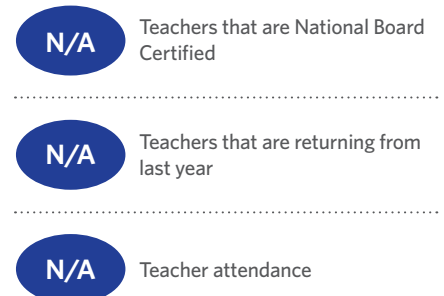 N/A
Teachers that are National Board
Certified
N/A
Teachers that are returning from
last year
N/A
Teacher attendance